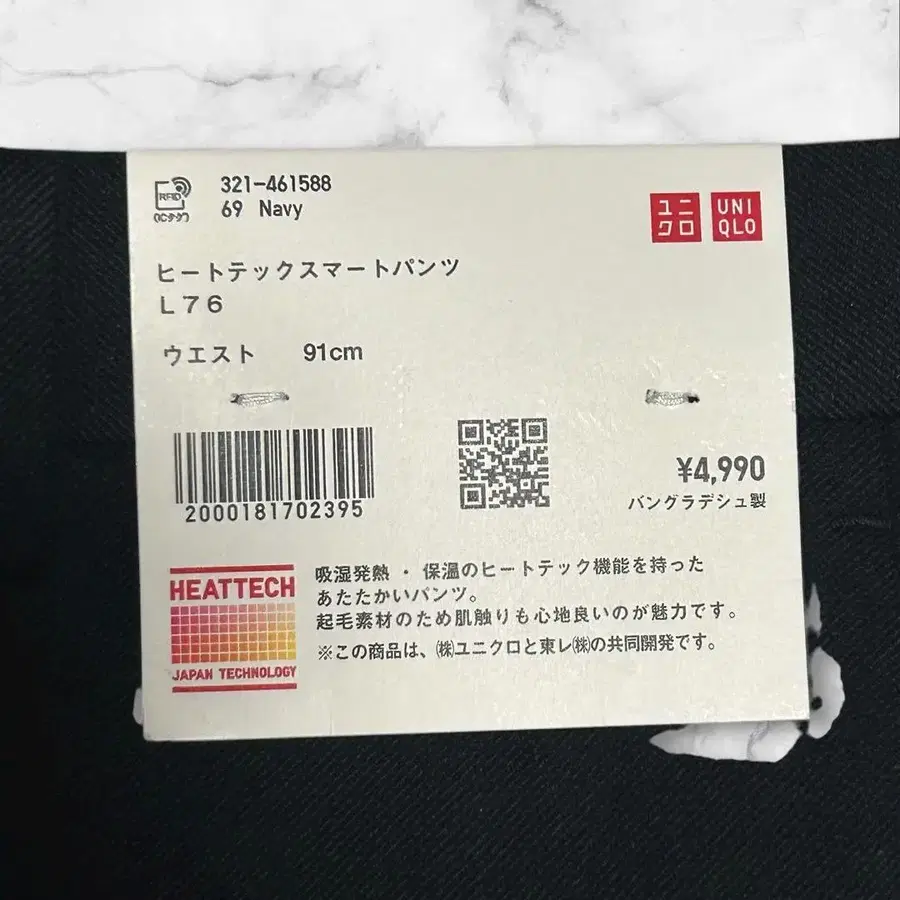 RFID
(ICタグ)
321-461588
69 Navy
ユニ
クロ
UNI
QLO
ヒートテックスマートパンツ
L76
ウエスト 91cm
2000181702395
¥4,990
バングラデシュ製
HEATTECH
JAPAN TECHNOLOGY
吸湿発熱・保温のヒートテック機能を持った
あたたかいパンツ。
起毛素材のため肌触りも心地良いのが魅力です。
※この商品は、㈱ユニクロと東レ㈱の共同開発です。